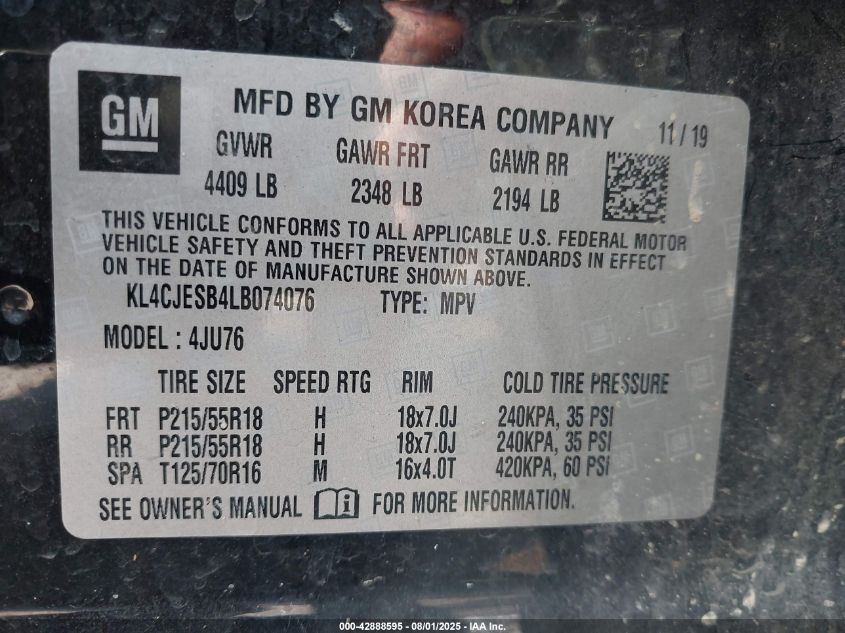 GM
MFD BY GM KOREA COMPANY 11/19
GVWR GAWR FRT GAWR RR
4409 LB 2348 LB 2194 LB
THIS VEHICLE CONFORMS TO ALL APPLICABLE U.S. FEDERAL MOTOR
VEHICLE SAFETY AND THEFT PREVENTION STANDARDS IN EFFECT
ON THE DATE OF MANUFACTURE SHOWN ABOVE.
KL4CJESB4LB074076 TYPE: MPV
MODEL : 4JU76
TIRE SIZE SPEED RTG RIM COLD TIRE PRESSURE
FRT P215/55R18 H 18x7.0J 240KPA, 35 PSI
RR P215/55R18 H 18x7.0J 240KPA, 35 PSI
SPA T125/70R16 M 16x4.0T 420KPA, 60 PSI
SEE OWNER'S MANUAL i FOR MORE INFORMATION.
000-42888595 - 08/01/2025 - IAA Inc.